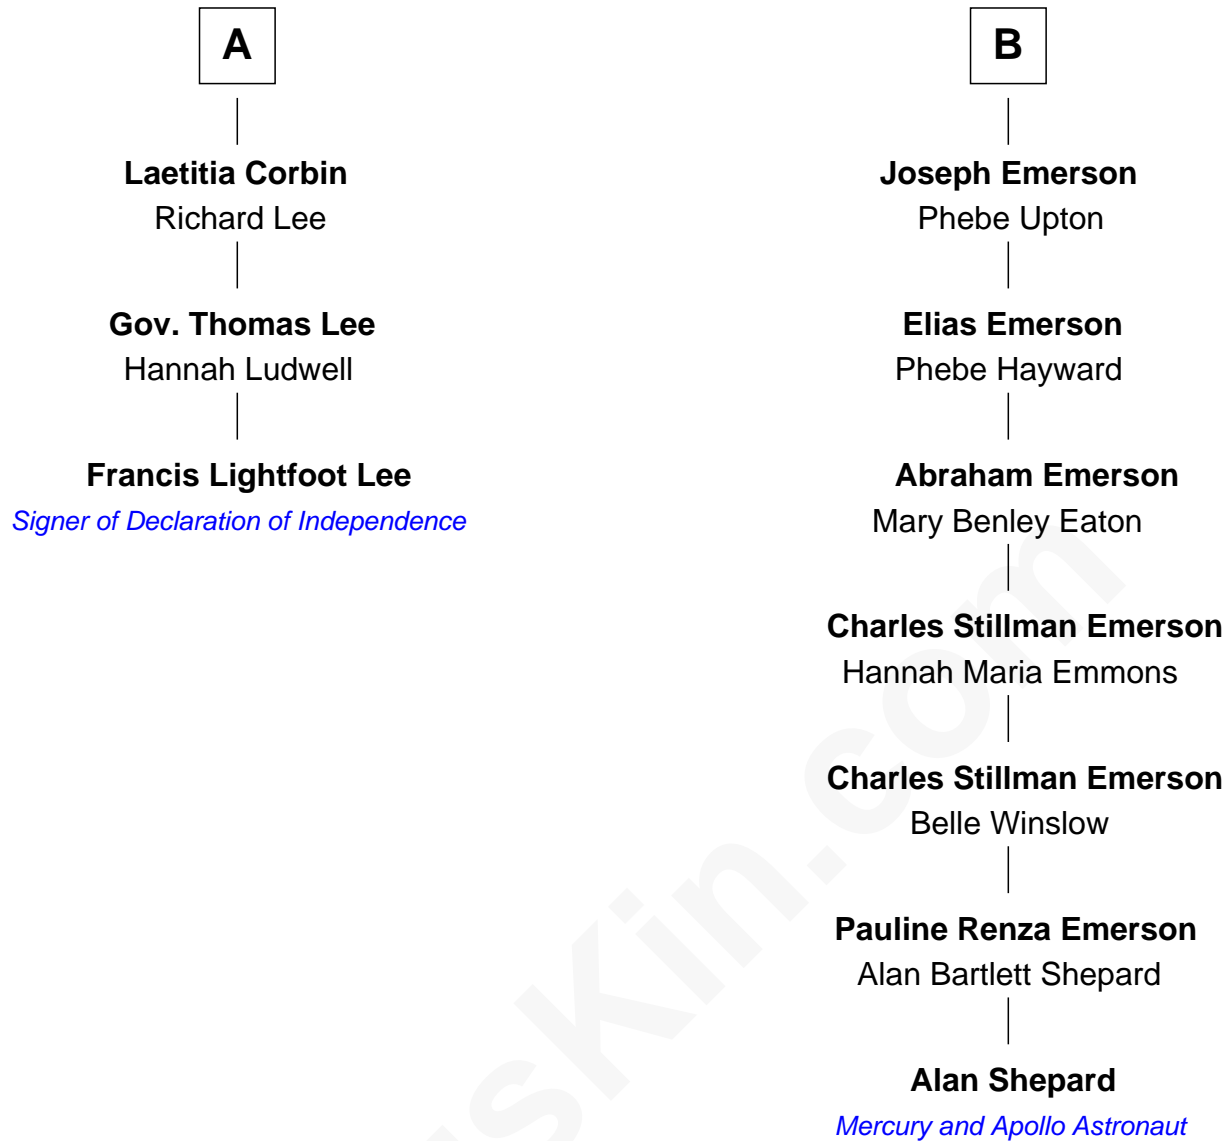 A
Laetitia Corbin
Richard Lee
Gov. Thomas Lee
Hannah Ludwell
Francis Lightfoot Lee
Signer of Declaration of Independence
B
Joseph Emerson
Phebe Upton
Elias Emerson
Phebe Hayward
Abraham Emerson
Mary Benley Eaton
Charles Stillman Emerson
Hannah Maria Emmons
Charles Stillman Emerson
Belle Winslow
Pauline Renza Emerson
Alan Bartlett Shepard
Alan Shepard
Mercury and Apollo Astronaut
usKin.com